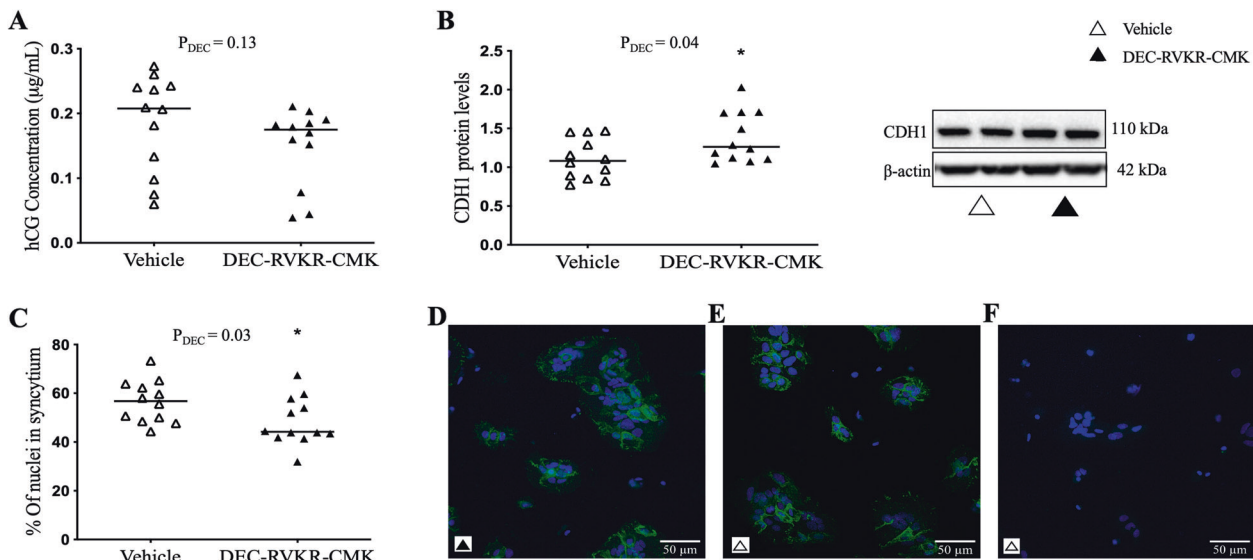 A
P_DEC = 0.13
hCG Concentration (µg/mL)
0.3
0.2
0.1
0.0
Vehicle
DEC-RVKR-CMK
B
P_DEC = 0.04
*
CDH1 protein levels
2.5
2.0
1.5
1.0
0.5
0.0
Vehicle
DEC-RVKR-CMK
Vehicle
DEC-RVKR-CMK
CDH1
110 kDa
β-actin
42 kDa
C
P_DEC = 0.03
*
% Of nuclei in syncytium
80
60
40
20
0
Vehicle
DEC-RVKR-CMK
D
50 µm
E
50 µm
F
50 µm